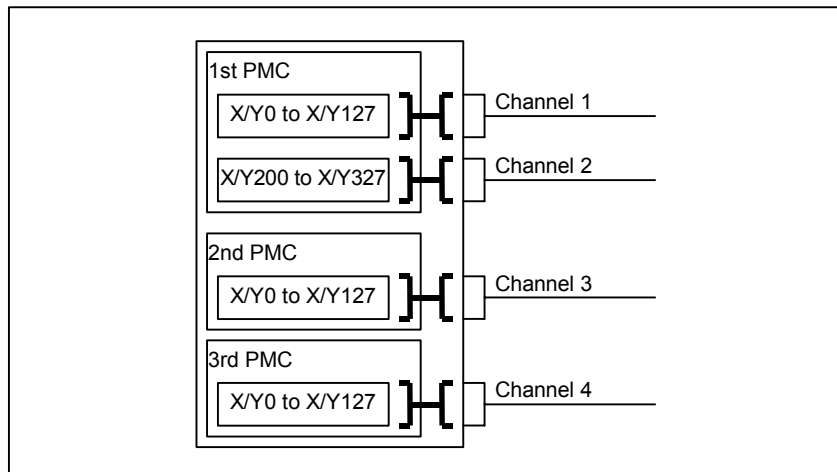 1st PMC
X/Y0 to X/Y127
Channel 1
X/Y200 to X/Y327
Channel 2
2nd PMC
X/Y0 to X/Y127
Channel 3
3rd PMC
X/Y0 to X/Y127
Channel 4